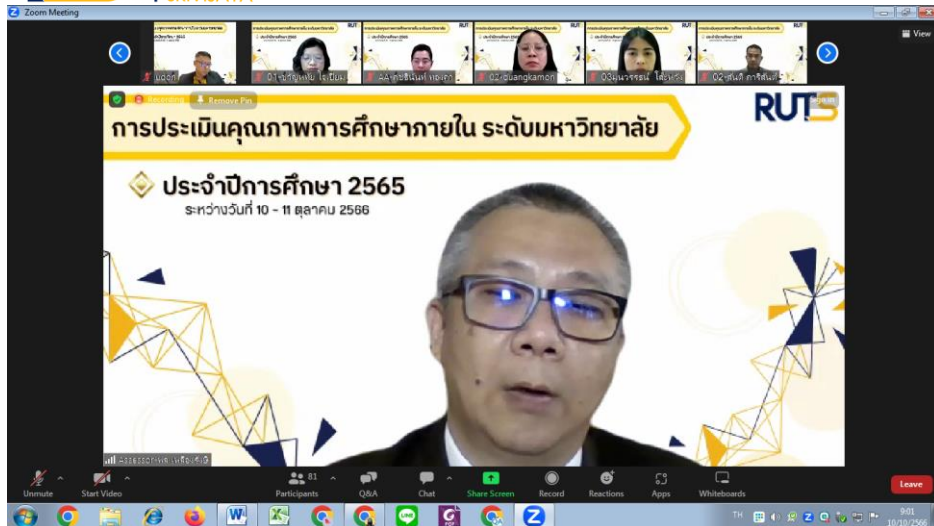 Zoom Meeting
View
RUTS
Recording
Remove Pin
การประเมินคุณภาพการศึกษาภายใน ระดับมหาวิทยาลัย
ประจำปีการศึกษา 2565
ระหว่างวันที่ 10 - 11 ตุลาคม 2566
Unmute
Start Video
81
Participants
Q&A
Chat
Share Screen
Record
Reactions
Apps
Whiteboards
Leave
TH
9:01
10/10/2566